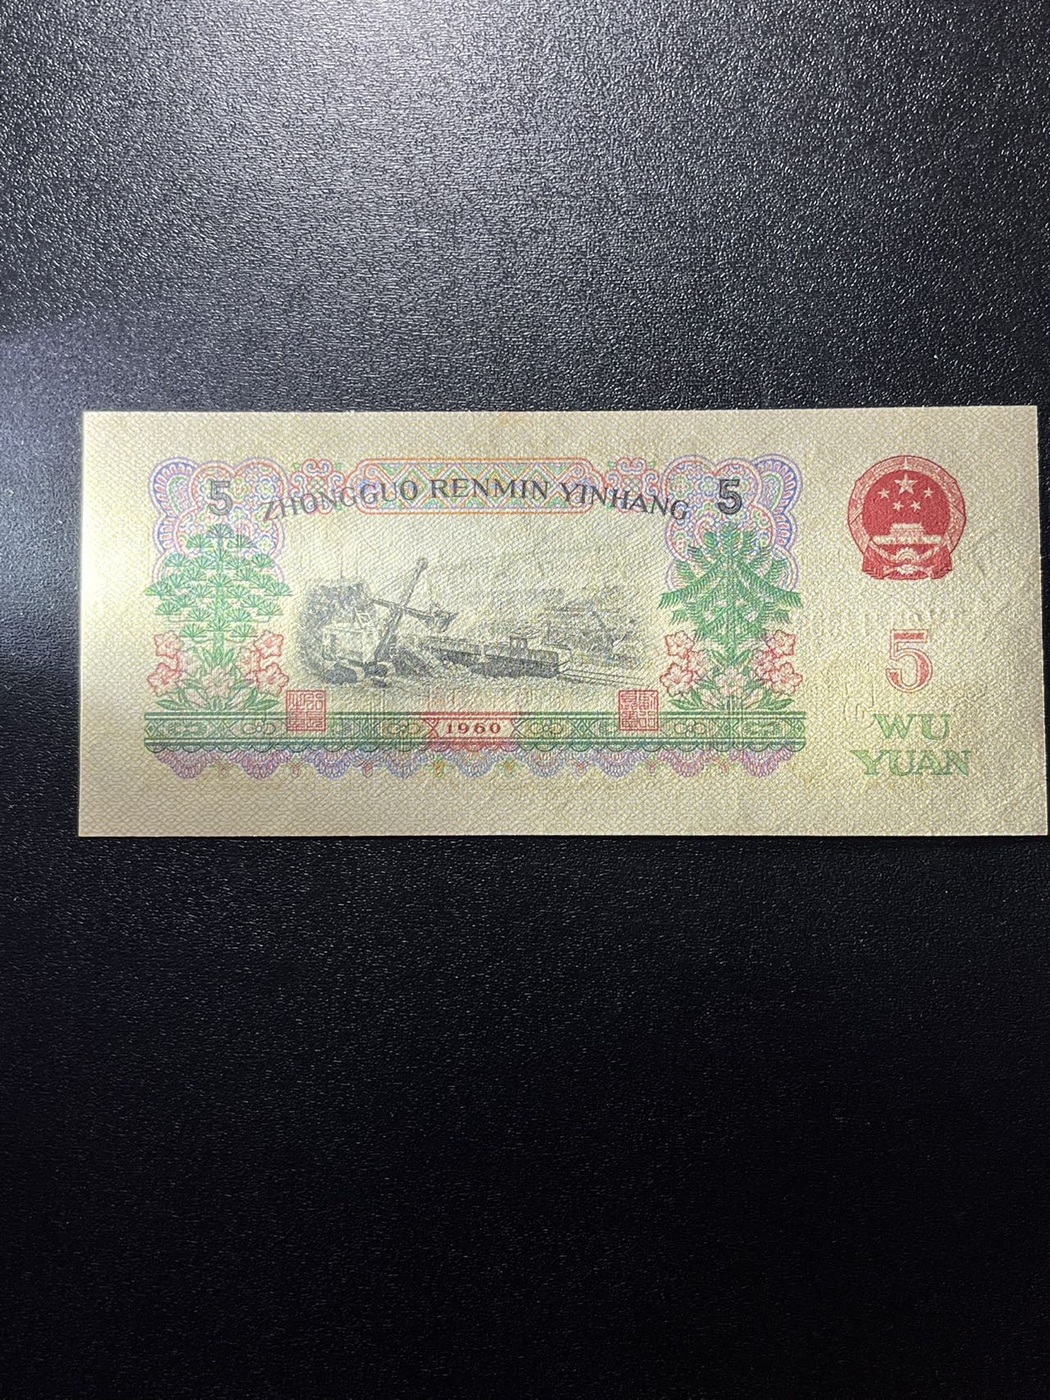 5 ZHONGGUO RENMIN YINHANG 5
1960
5
WU
YUAN